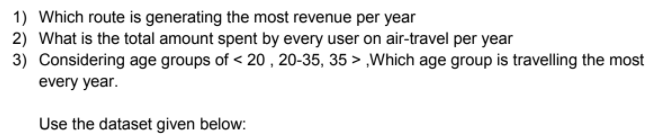 1) Which route is generating the most revenue per year
2) What is the total amount spent by every user on air-travel per year
3) Considering age groups of < 20 , 20-35, 35 > ,Which age group is travelling the most
every year.
Use the dataset given below: